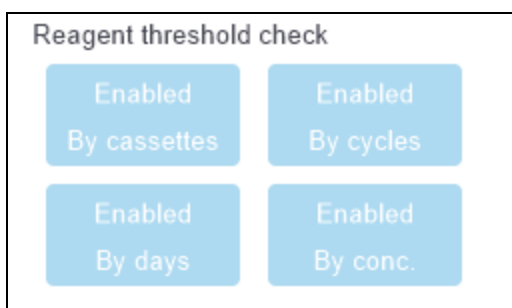 Reagent threshold check
Enabled
By cassettes
Enabled
By cycles
Enabled
By days
Enabled
By conc.